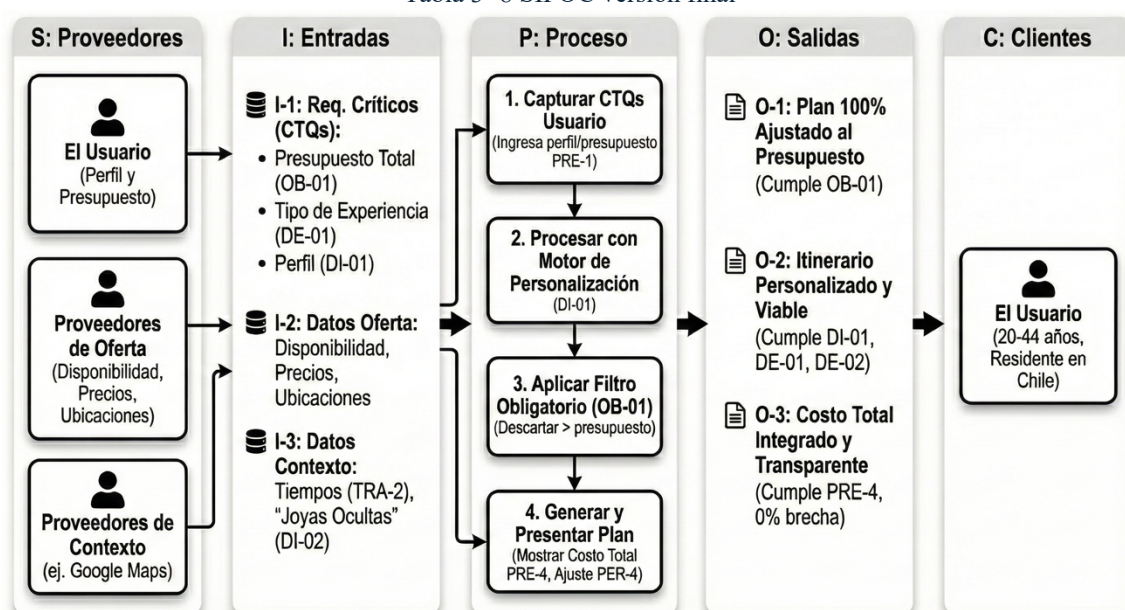 Tabla 3- 6 SIPOC versión final
S: Proveedores
El Usuario
(Perfil y
Presupuesto)
Proveedores
de Oferta
(Disponibilidad,
Precios,
Ubicaciones)
Proveedores de
Contexto
(ej. Google Maps)
I: Entradas
I-1: Req. Críticos
(CTQs):
• Presupuesto Total
(OB-01)
• Tipo de Experiencia
(DE-01)
• Perfil (DI-01)
I-2: Datos Oferta:
Disponibilidad,
Precios,
Ubicaciones
I-3: Datos
Contexto:
Tiempos (TRA-2),
“Joyas Ocultas”
(DI-02)
P: Proceso
1. Capturar CTQs
Usuario
(Ingresa perfil/presupuesto
PRE-1)
2. Procesar con
Motor de
Personalización
(DI-01)
3. Aplicar Filtro
Obligatorio (OB-01)
(Descartar > presupuesto)
4. Generar y
Presentar Plan
(Mostrar Costo Total
PRE-4, Ajuste PER-4)
O: Salidas
O-1: Plan 100%
Ajustado al
Presupuesto
(Cumple OB-01)
O-2: Itinerario
Personalizado y
Viable
(Cumple DI-01,
DE-01, DE-02)
O-3: Costo Total
Integrado y
Transparente
(Cumple PRE-4,
0% brecha)
C: Clientes
El Usuario
(20-44 años,
Residente en
Chile)